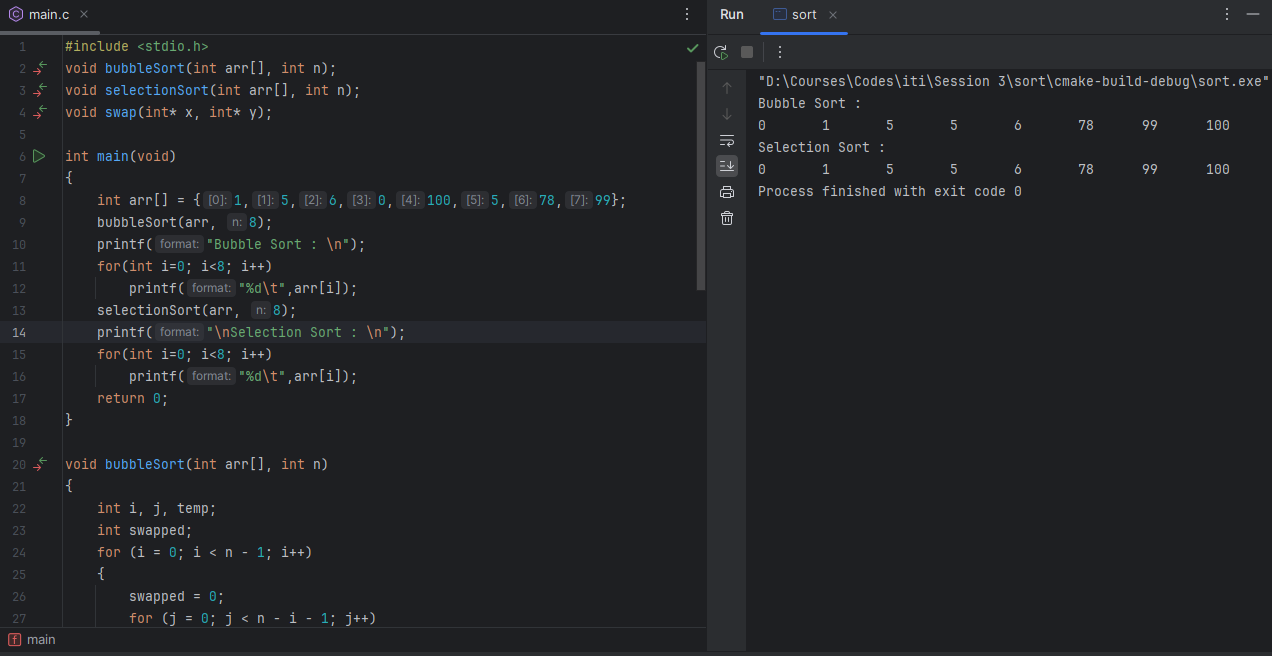 main.c
1 #include <stdio.h>
2 void bubbleSort(int arr[], int n);
3 void selectionSort(int arr[], int n);
4 void swap(int* x, int* y);
5
6 int main(void)
7 {
8 int arr[] = { [0]: 1, [1]: 5, [2]: 6, [3]: 0, [4]: 100, [5]: 5, [6]: 78, [7]: 99};
9 bubbleSort(arr, n: 8);
10 printf( format: "Bubble Sort : \n");
11 for(int i=0; i<8; i++)
12 printf( format: "%d\t",arr[i]);
13 selectionSort(arr, n: 8);
14 printf( format: "\nSelection Sort : \n");
15 for(int i=0; i<8; i++)
16 printf( format: "%d\t",arr[i]);
17 return 0;
18 }
19
20 void bubbleSort(int arr[], int n)
21 {
22 int i, j, temp;
23 int swapped;
24 for (i = 0; i < n - 1; i++)
25 {
26 swapped = 0;
27 for (j = 0; j < n - i - 1; j++)
main
Run sort
"D:\Courses\Codes\iti\Session 3\sort\cmake-build-debug\sort.exe"
Bubble Sort :
0 1 5 5 6 78 99 100
Selection Sort :
0 1 5 5 6 78 99 100
Process finished with exit code 0